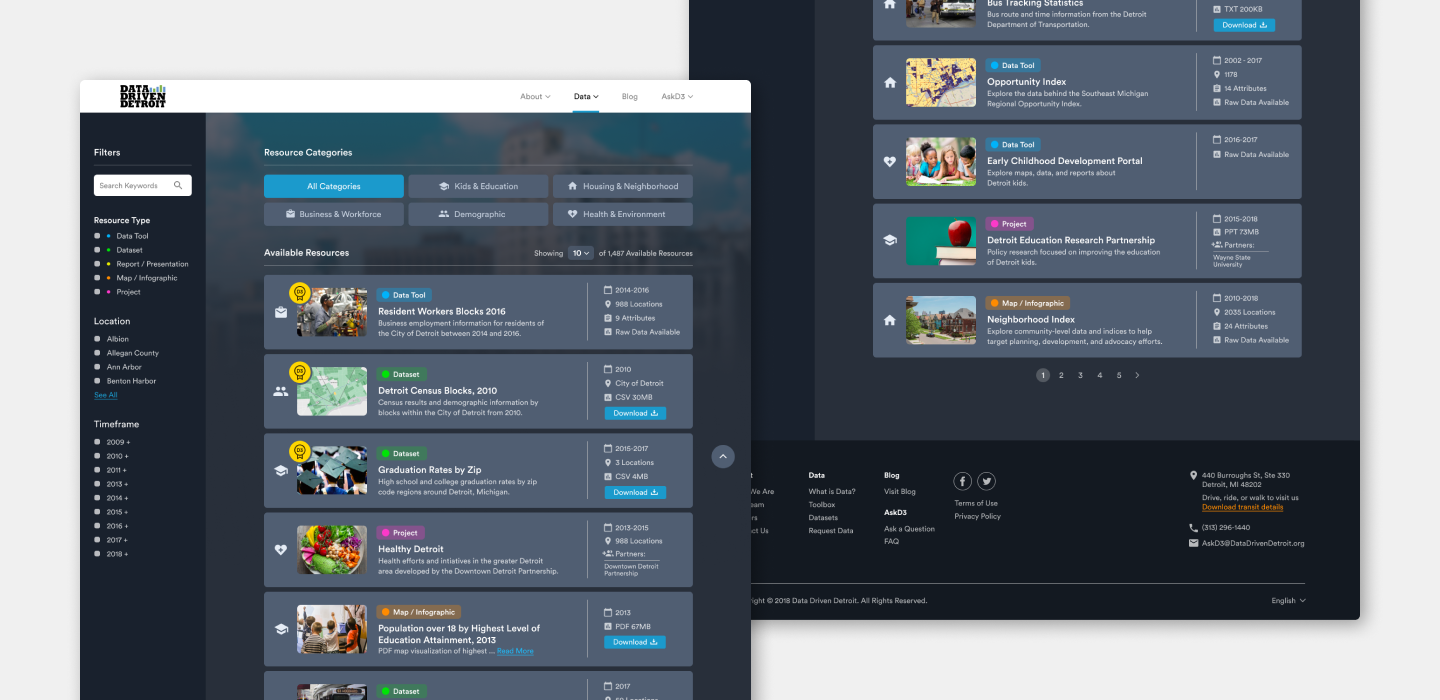 DATA
DRIVEN
DETROIT
About
Data
Blog
AskD3
Filters
Search Keywords
Resource Type
Data Tool
Dataset
Report / Presentation
Map / Infographic
Project
Location
Albion
Allegan County
Ann Arbor
Benton Harbor
See All
Timeframe
2009 +
2010 +
2011 +
2013 +
2014 +
2015 +
2016 +
2017 +
2018 +
Resource Categories
All Categories
Kids & Education
Housing & Neighborhood
Business & Workforce
Demographic
Health & Environment
Available Resources
Showing 10 of 1,487 Available Resources
D3
Data Tool
Resident Workers Blocks 2016
Business employment information for residents of
the City of Detroit between 2014 and 2016.
2014-2016
988 Locations
9 Attributes
Raw Data Available
D3
Dataset
Detroit Census Blocks, 2010
Census results and demographic information by
blocks within the City of Detroit from 2010.
2010
City of Detroit
CSV 30MB
Download
D3
Dataset
Graduation Rates by Zip
High school and college graduation rates by zip
code regions around Detroit, Michigan.
2015-2017
3 Locations
CSV 4MB
Download
Project
Healthy Detroit
Health efforts and intiatives in the greater Detroit
area developed by the Downtown Detroit Partnership.
2013-2015
988 Locations
Partners:
Downtown Detroit
Partnership
Map / Infographic
Population over 18 by Highest Level of
Education Attainment, 2013
PDF map visualization of highest ... Read More
2013
PDF 67MB
Download
Dataset
2017
Bus Tracking Statistics
Bus route and time information from the Detroit
Department of Transportation.
TXT 200KB
Download
Data Tool
Opportunity Index
Explore the data behind the Southeast Michigan
Regional Opportunity Index.
2002 - 2017
1178
14 Attributes
Raw Data Available
Data Tool
Early Childhood Development Portal
Explore maps, data, and reports about
Detroit kids.
2016-2017
Raw Data Available
Project
Detroit Education Research Partnership
Policy research focused on improving the education
of Detroit kids.
2015-2018
PPT 73MB
Partners:
Wayne State
University
Map / Infographic
Neighborhood Index
Explore community-level data and indices to help
target planning, development, and advocacy efforts.
2010-2018
2035 Locations
24 Attributes
Raw Data Available
1 2 3 4 5
t
We Are
eam
rs
ct Us
Data
What is Data?
Toolbox
Datasets
Request Data
Blog
Visit Blog
AskD3
Ask a Question
FAQ
Terms of Use
Privacy Policy
440 Burroughs St, Ste 330
Detroit, MI 48202
Drive, ride, or walk to visit us
Download transit details
(313) 296-1440
AskD3@DataDrivenDetroit.org
right © 2018 Data Driven Detroit. All Rights Reserved.
English